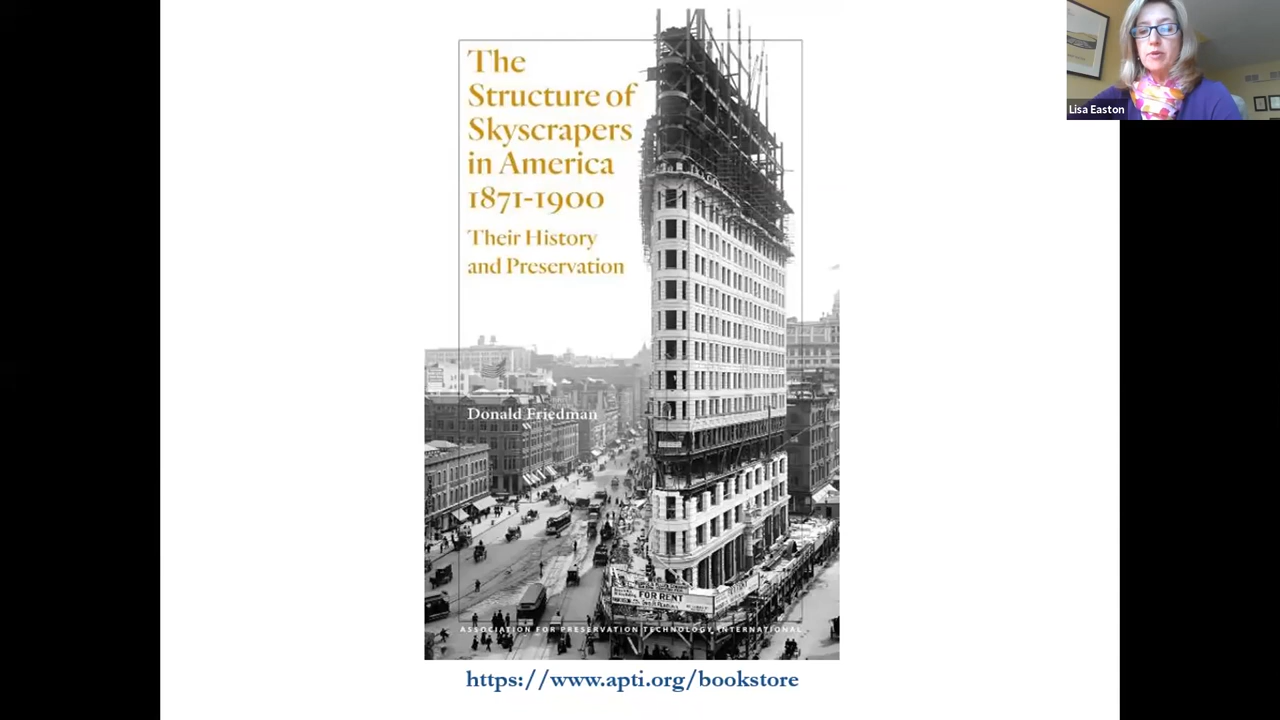 The
Structure of
Skyscrapers
in America
1871-1900
Their History
and Preservation
Donald Friedman
FOR RENT
ASSOCIATION FOR PRESERVATION TECHNOLOGY INTERNATIONAL
https://www.apti.org/bookstore
Lisa Easton